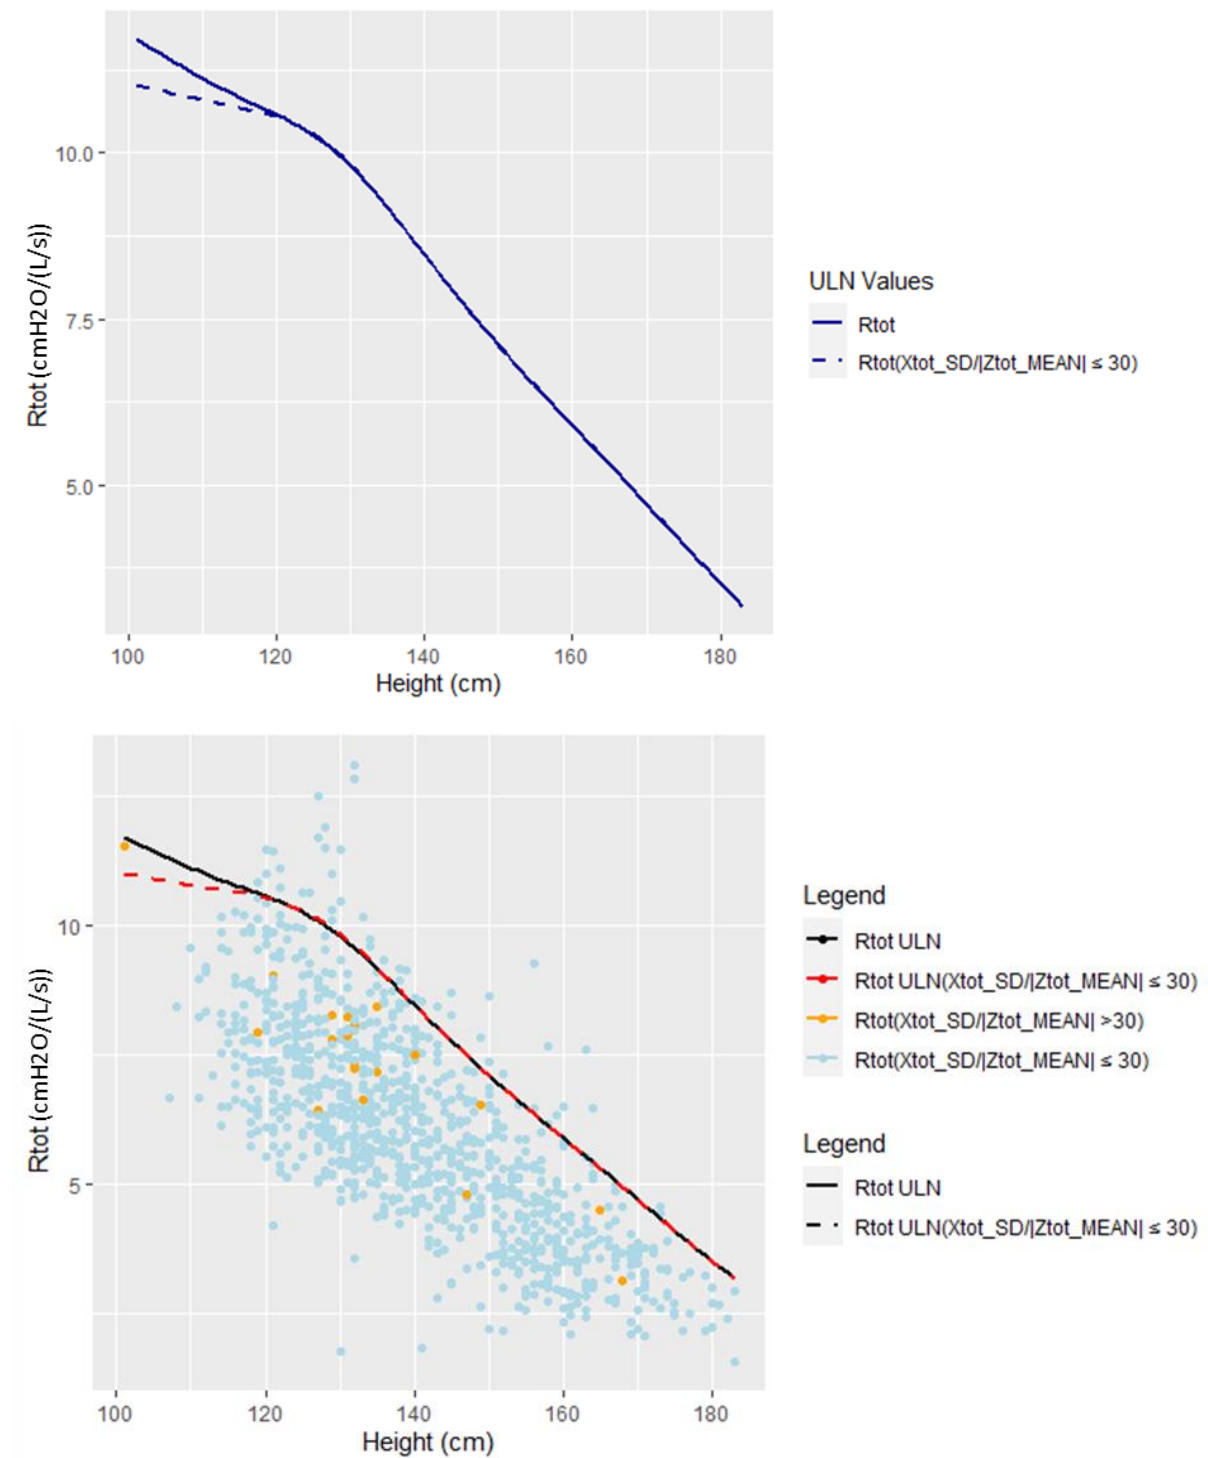 10.0
7.5
5.0
Rtot (cmH2O/(L/s))
100 120 140 160 180
Height (cm)
ULN Values
Rtot
Rtot(Xtot_SD/|Ztot_MEAN| ≤ 30)
10
5
Rtot (cmH2O/(L/s))
100 120 140 160 180
Height (cm)
Legend
Rtot ULN
Rtot ULN(Xtot_SD/|Ztot_MEAN| ≤ 30)
Rtot(Xtot_SD/|Ztot_MEAN| >30)
Rtot(Xtot_SD/|Ztot_MEAN| ≤ 30)
Legend
Rtot ULN
Rtot ULN(Xtot_SD/|Ztot_MEAN| ≤ 30)